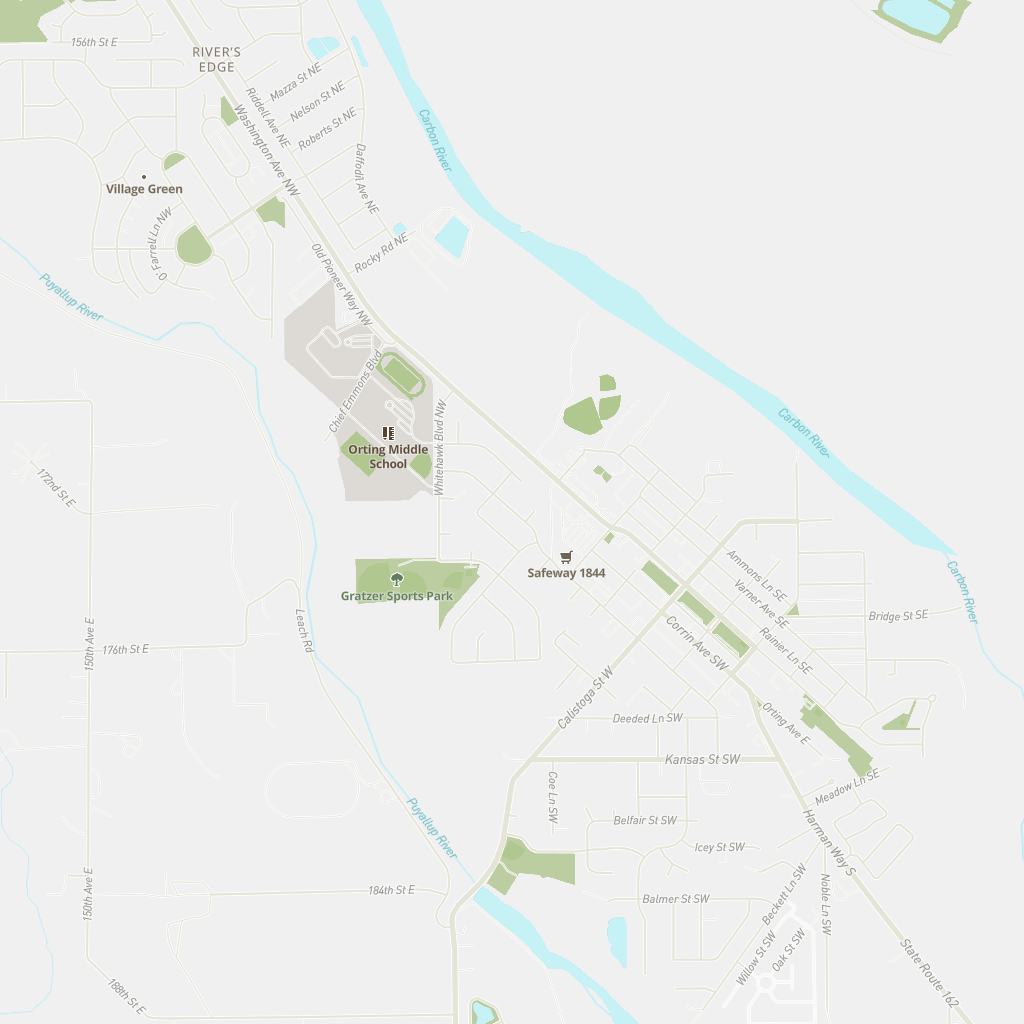 156th St E
RIVER'S
EDGE
Mazza St NE
Riddell Ave NE
Nelson St NE
Roberts St NE
Washington Ave NW
Carbon River
Daffodil Ave NE
Village Green
O' Farrell Ln NW
Rocky Rd NE
Old Pioneer Way NW
Puyallup River
Chief Emmons Blvd
Whitehawk Blvd NW
Orting Middle
School
Carbon River
172nd St E
Safeway 1844
Gratzer Sports Park
Ammons Ln SE
Varner Ave SE
Carbon River
Bridge St SE
Leach Rd
150th Ave E
176th St E
Corrin Ave SW
Rainier Ln SE
Calistoga St W
Deeded Ln SW
Orting Ave E
Kansas St SW
Coe Ln SW
Meadow Ln SE
Puyallup River
Belfair St SW
Harman Way S
Icey St SW
150th Ave E
184th St E
Balmer St SW
Beckett Ln SW
Noble Ln SW
Willow St SW
Oak St SW
State Route 162
188th St E